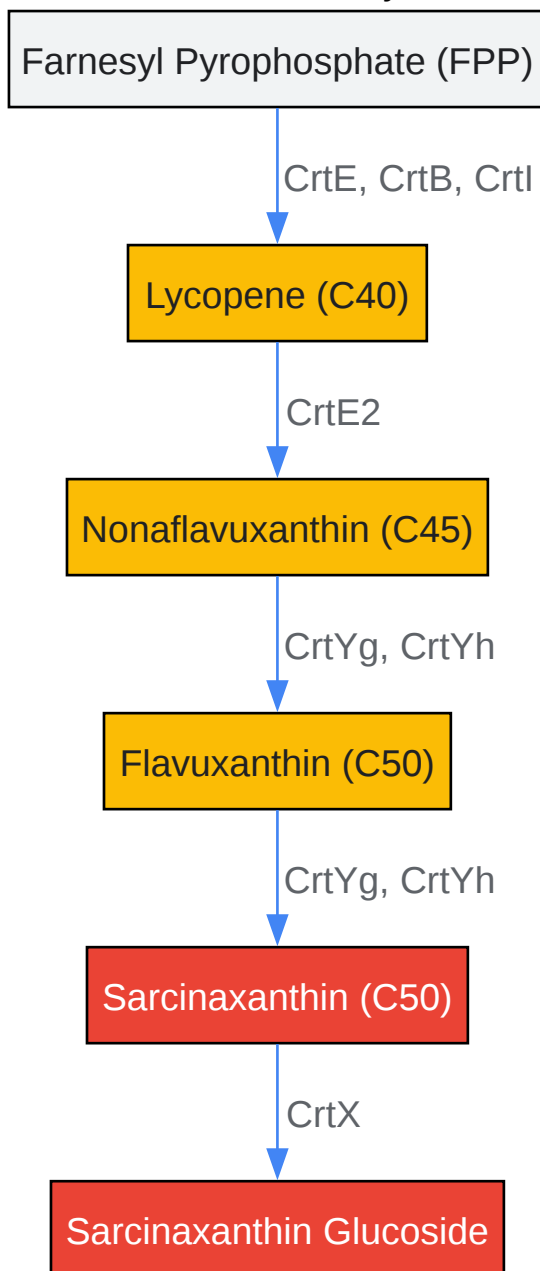 Farnesyl Pyrophosphate (FPP)
CrtE, CrtB, CrtI
Lycopene (C40)
CrtE2
Nonaflavuxanthin (C45)
CrtYg, CrtYh
Flavuxanthin (C50)
CrtYg, CrtYh
Sarcinaxanthin (C50)
CrtX
Sarcinaxanthin Glucoside